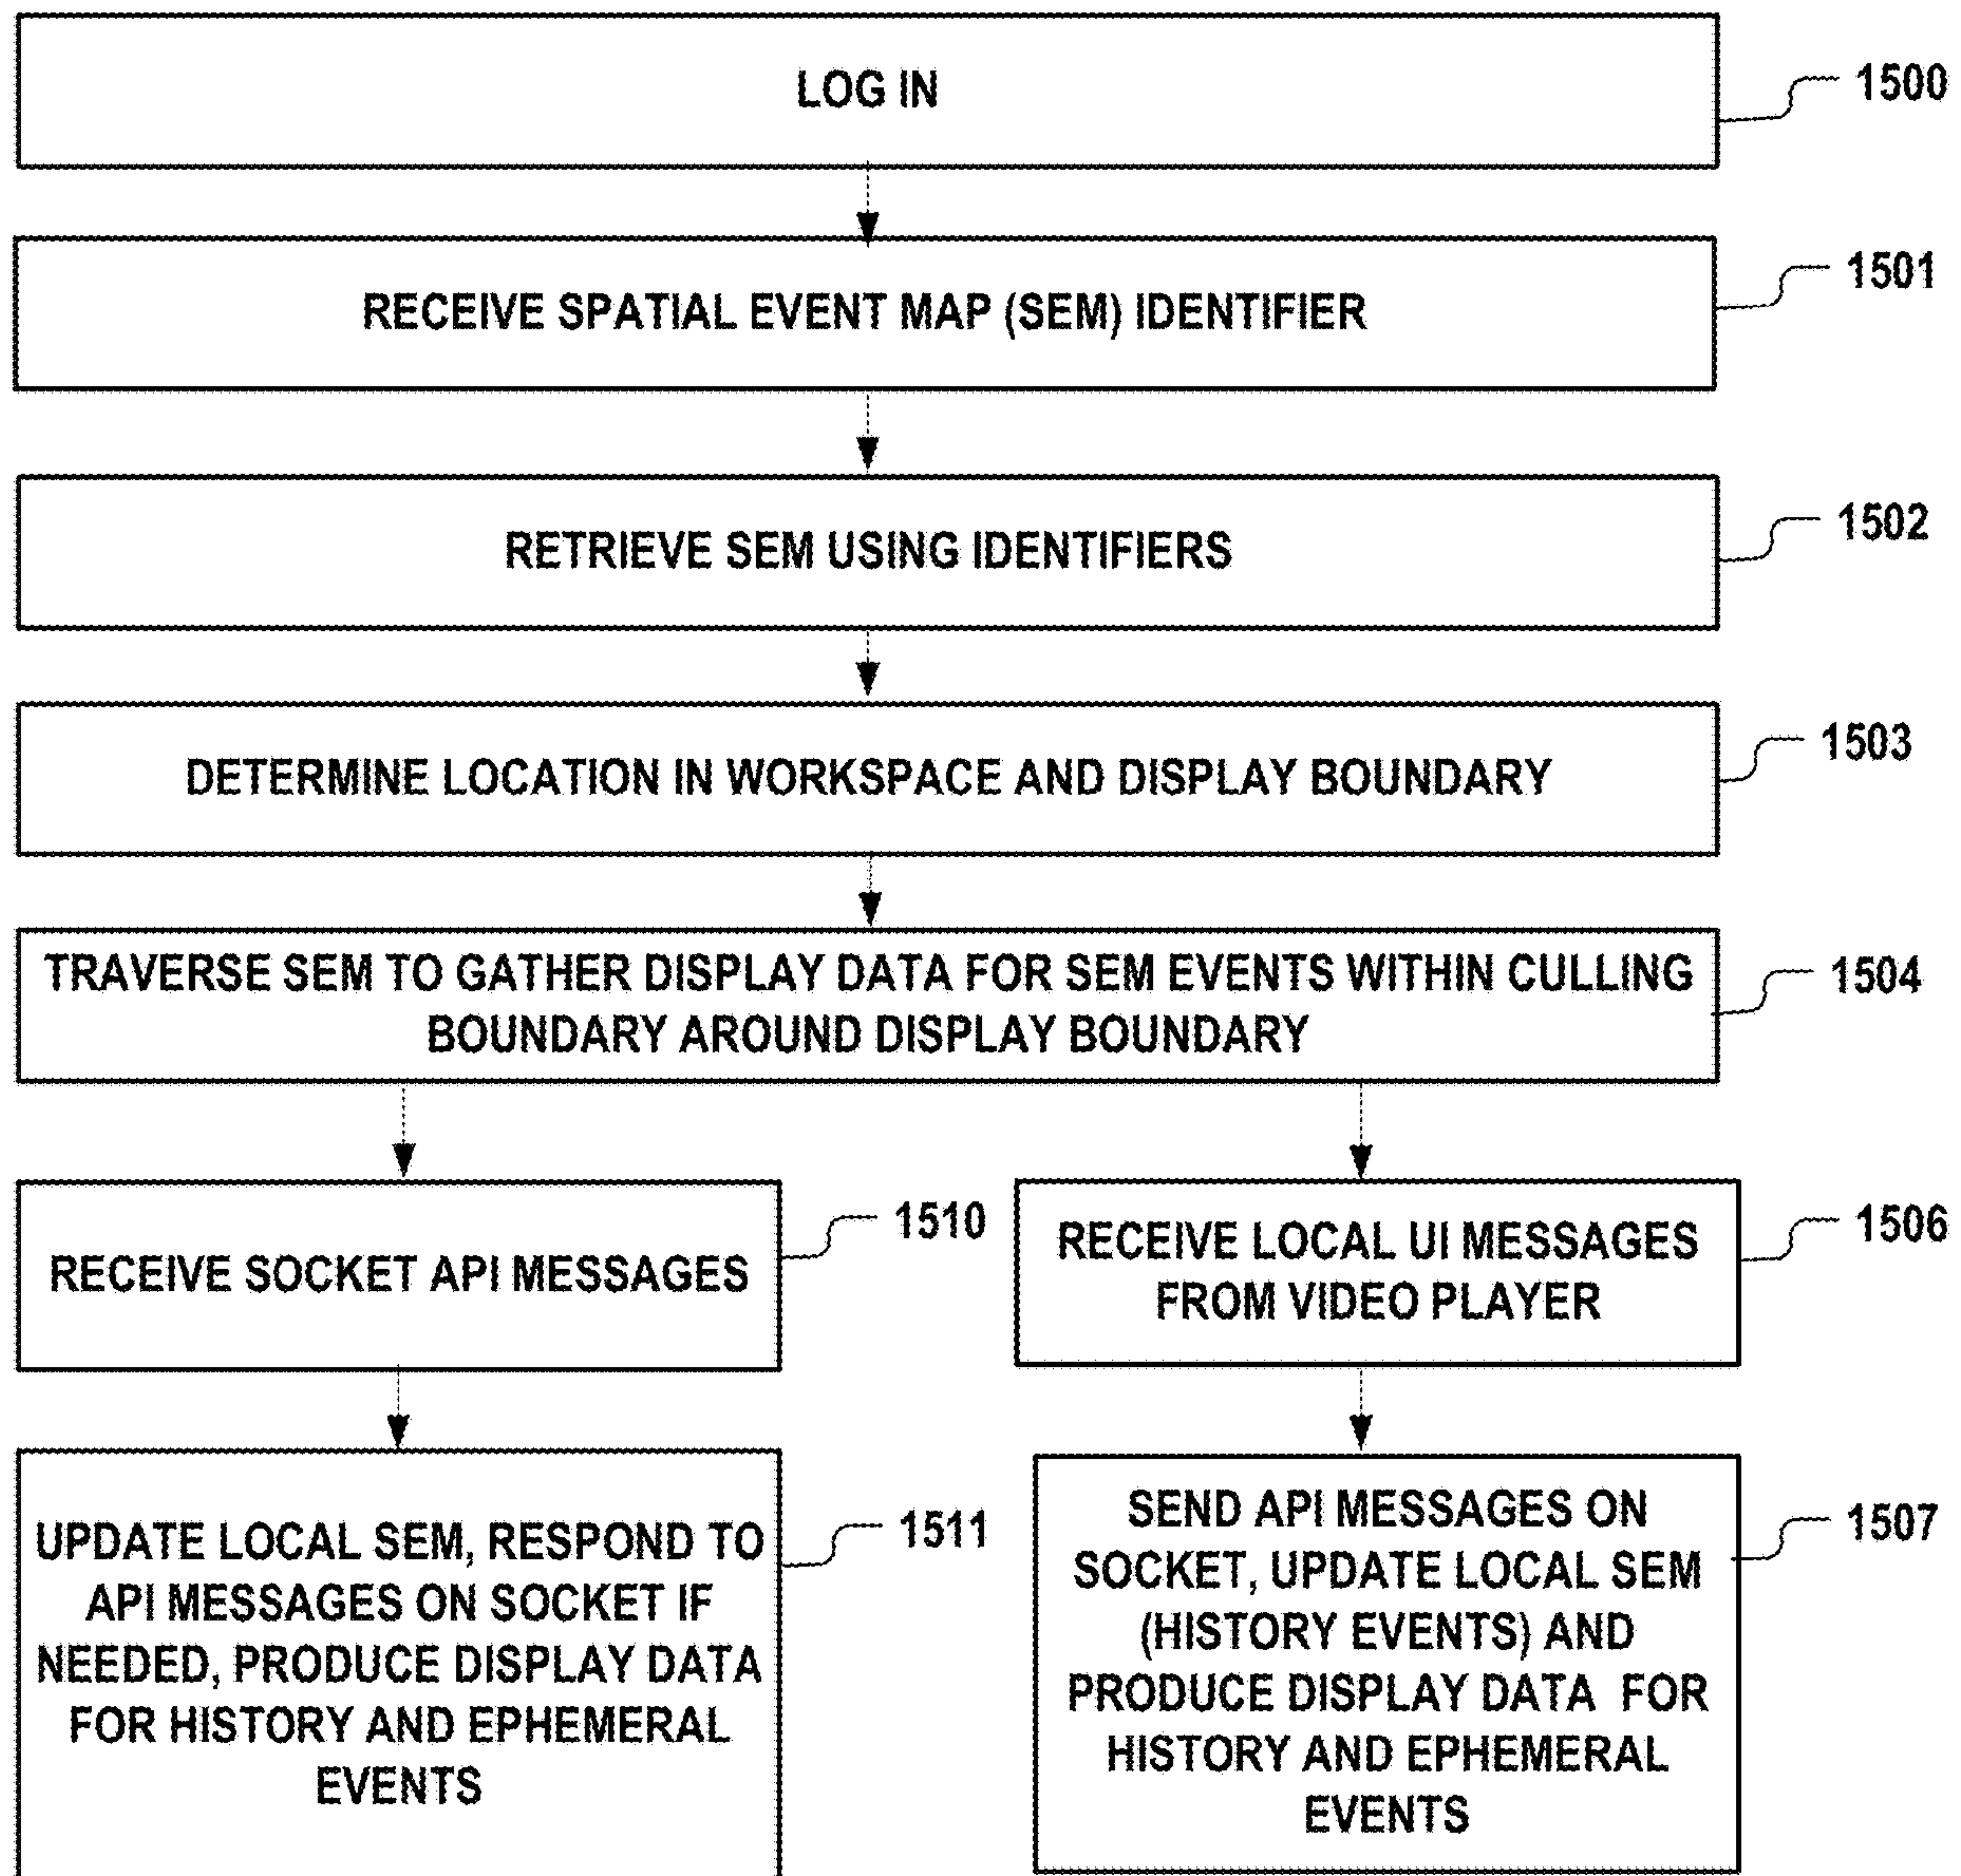 LOG IN
1500
RECEIVE SPATIAL EVENT MAP (SEM) IDENTIFIER
1501
RETRIEVE SEM USING IDENTIFIERS
1502
DETERMINE LOCATION IN WORKSPACE AND DISPLAY BOUNDARY
1503
TRAVERSE SEM TO GATHER DISPLAY DATA FOR SEM EVENTS WITHIN CULLING
BOUNDARY AROUND DISPLAY BOUNDARY
1504
RECEIVE SOCKET API MESSAGES
1510
RECEIVE LOCAL UI MESSAGES
FROM VIDEO PLAYER
1506
UPDATE LOCAL SEM, RESPOND TO
API MESSAGES ON SOCKET IF
NEEDED, PRODUCE DISPLAY DATA
FOR HISTORY AND EPHEMERAL
EVENTS
1511
SEND API MESSAGES ON
SOCKET, UPDATE LOCAL SEM
(HISTORY EVENTS) AND
PRODUCE DISPLAY DATA FOR
HISTORY AND EPHEMERAL
EVENTS
1507